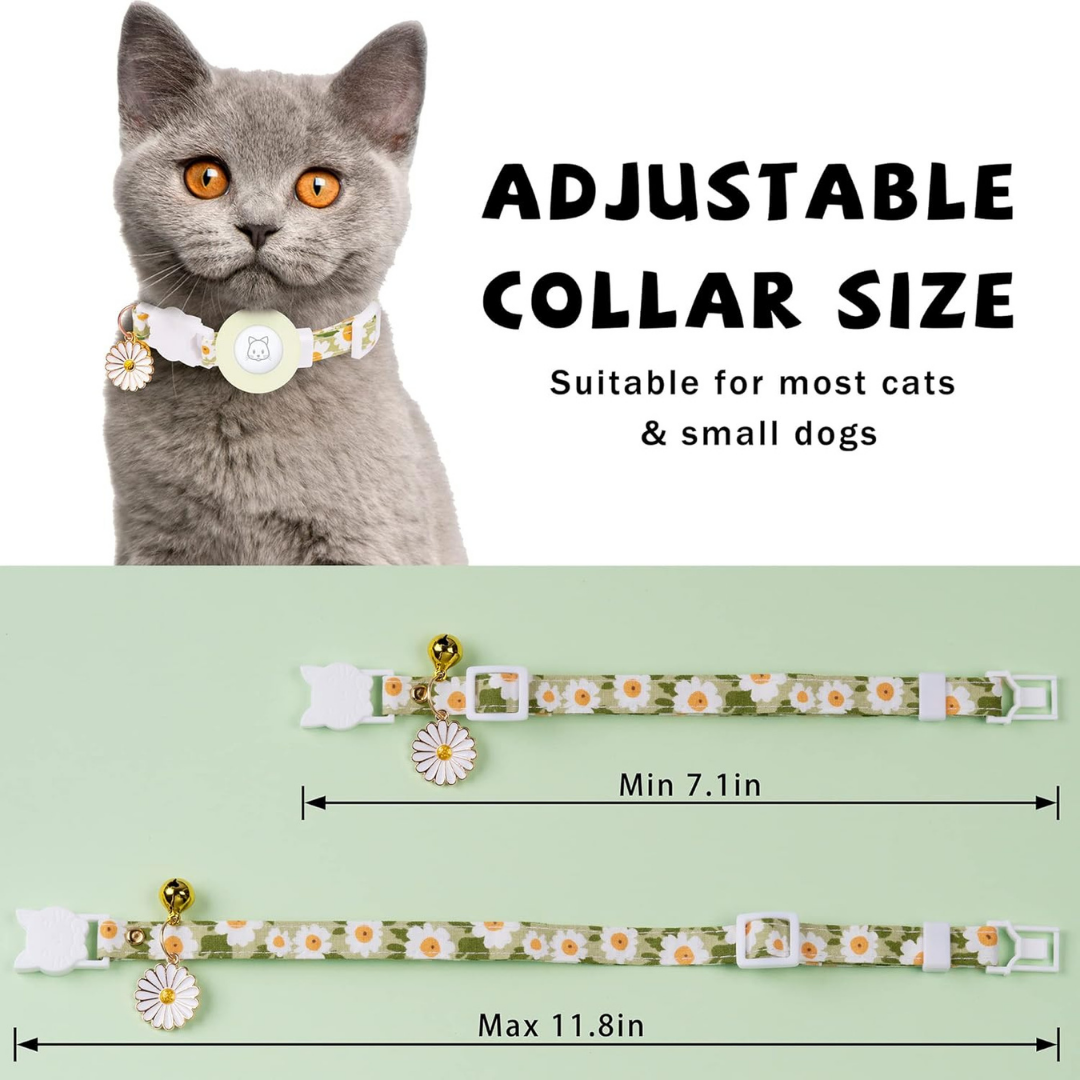 ADJUSTABLE
COLLAR SIZE
Suitable for most cats
& small dogs
Min 7.1in
Max 11.8in